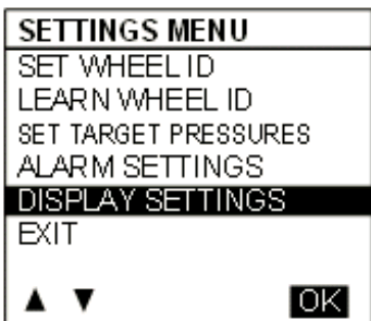 SETTINGS MENU
SET WHEEL ID
LEARN WHEEL ID
SET TARGET PRESSURES
ALARM SETTINGS
DISPLAY SETTINGS
EXIT
▲ ▼ OK